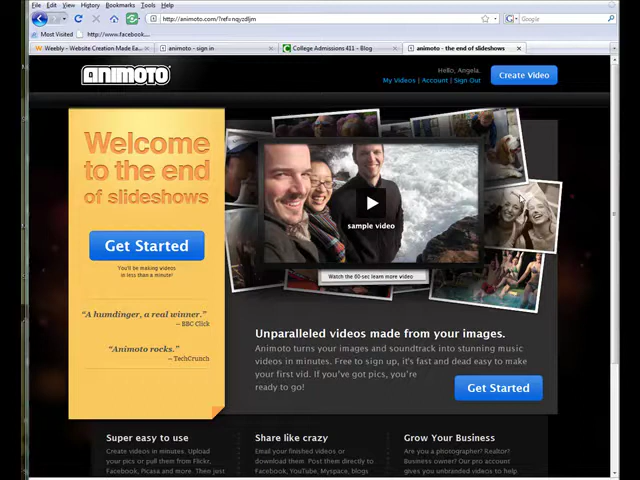 File Edit View History Bookmarks Tools Help
http://animoto.com/?ref=nqyzdljm
Google
Most Visited http://www.facebook....
Weebly - Website Creation Made Ea...
animoto - sign in
College Admissions 411 - Blog
animoto - the end of slideshows
ANIMOTO
Hello, Angela.
My Videos | Account | Sign Out
Create Video
Welcome
to the end
of slideshows
Get Started
You'll be making videos
in less than a minute!
"A humdinger, a real winner."
— BBC Click
"Animoto rocks."
— TechCrunch
sample video
Watch the 60-sec learn more video
Unparalleled videos made from your images.
Animoto turns your images and soundtrack into stunning music
videos in minutes. Free to sign up, it's fast and dead easy to make
your first vid. If you've got pics, you're
ready to go!
Get Started
Super easy to use
Create videos in minutes. Upload
your pics or pull them from Flickr,
Facebook, Picasa and more. Then just
Share like crazy
Email your finished videos or
download them. Post them directly to
Facebook, YouTube, Myspace, blogs
Grow Your Business
Are you a photographer? Realtor?
Business owner? Our pro account
gives you unbranded videos to help